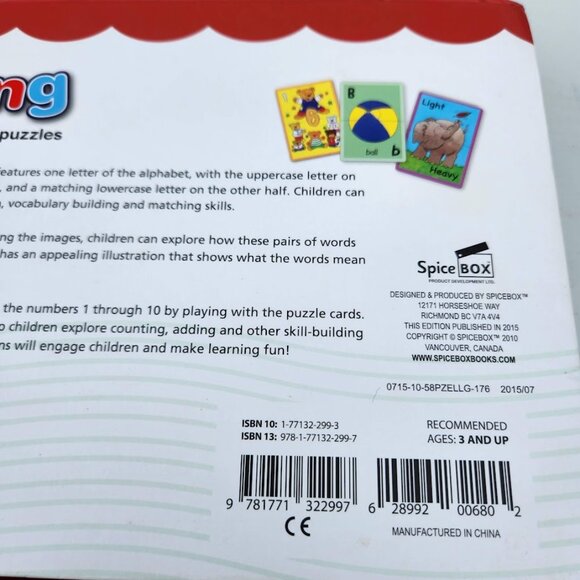 ng
puzzles
B
ball b
Light
Heavy
6
features one letter of the alphabet, with the uppercase letter on
, and a matching lowercase letter on the other half. Children can
, vocabulary building and matching skills.
ng the images, children can explore how these pairs of words
has an appealing illustration that shows what the words mean
the numbers 1 through 10 by playing with the puzzle cards.
o children explore counting, adding and other skill-building
ns will engage children and make learning fun!
Spice BOX
PRODUCT DEVELOPMENT LTD.
DESIGNED & PRODUCED BY SPICEBOX™
12171 HORSESHOE WAY
RICHMOND BC V7A 4V4
THIS EDITION PUBLISHED IN 2015
COPYRIGHT © SPICEBOX™ 2010
VANCOUVER, CANADA
WWW.SPICEBOXBOOKS.COM
0715-10-58PZELLG-176 2015/07
ISBN 10: 1-77132-299-3
ISBN 13: 978-1-77132-299-7
RECOMMENDED
AGES: 3 AND UP
9 781771 322997
6 28992 00680 2
CE
MANUFACTURED IN CHINA